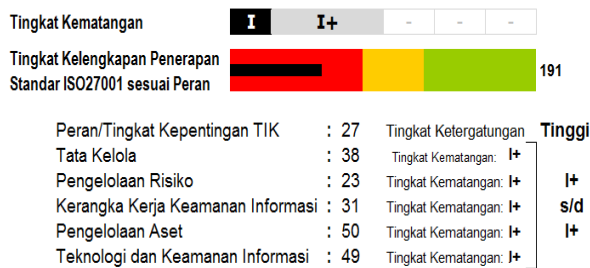 Tingkat Kematangan I I+ - - -
Tingkat Kelengkapan Penerapan
Standar ISO27001 sesuai Peran 191
Peran/Tingkat Kepentingan TIK : 27 Tingkat Ketergatungan Tinggi
Tata Kelola : 38 Tingkat Kematangan: I+
Pengelolaan Risiko : 23 Tingkat Kematangan: I+ I+
Kerangka Kerja Keamanan Informasi : 31 Tingkat Kematangan: I+ s/d
Pengelolaan Aset : 50 Tingkat Kematangan: I+ I+
Teknologi dan Keamanan Informasi : 49 Tingkat Kematangan: I+